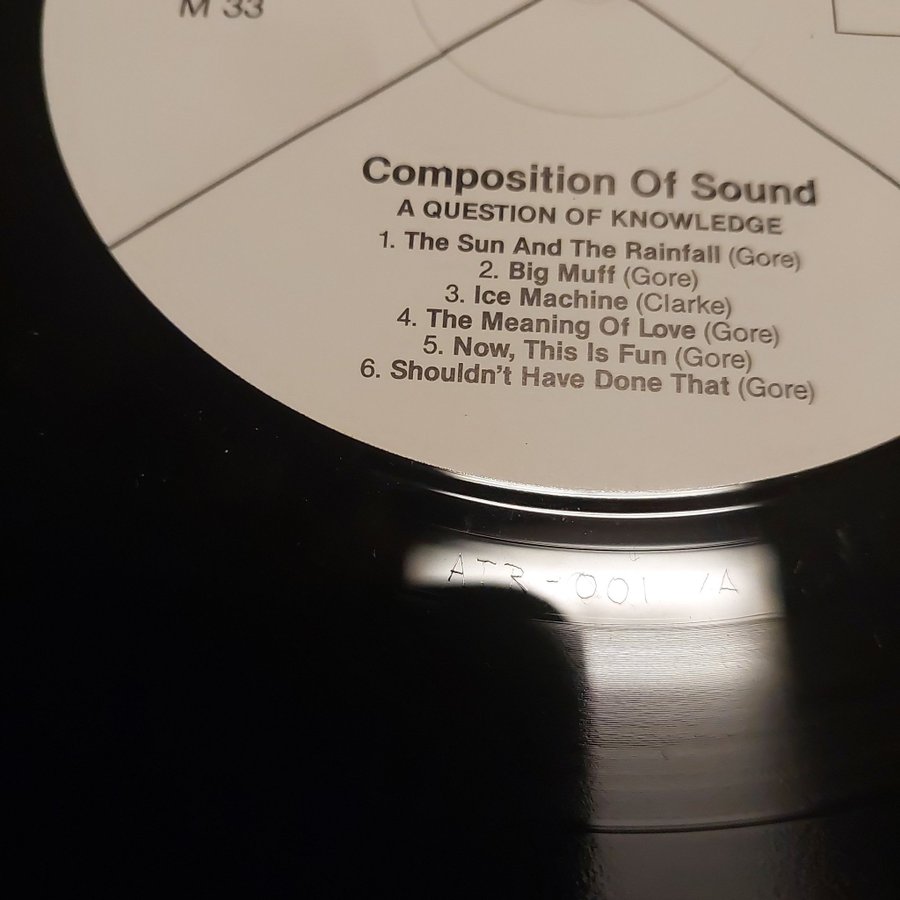 M 33
Composition Of Sound
A QUESTION OF KNOWLEDGE
1. The Sun And The Rainfall (Gore)
2. Big Muff (Gore)
3. Ice Machine (Clarke)
4. The Meaning Of Love (Gore)
5. Now, This Is Fun (Gore)
6. Shouldn't Have Done That (Gore)
ATR-001 /A